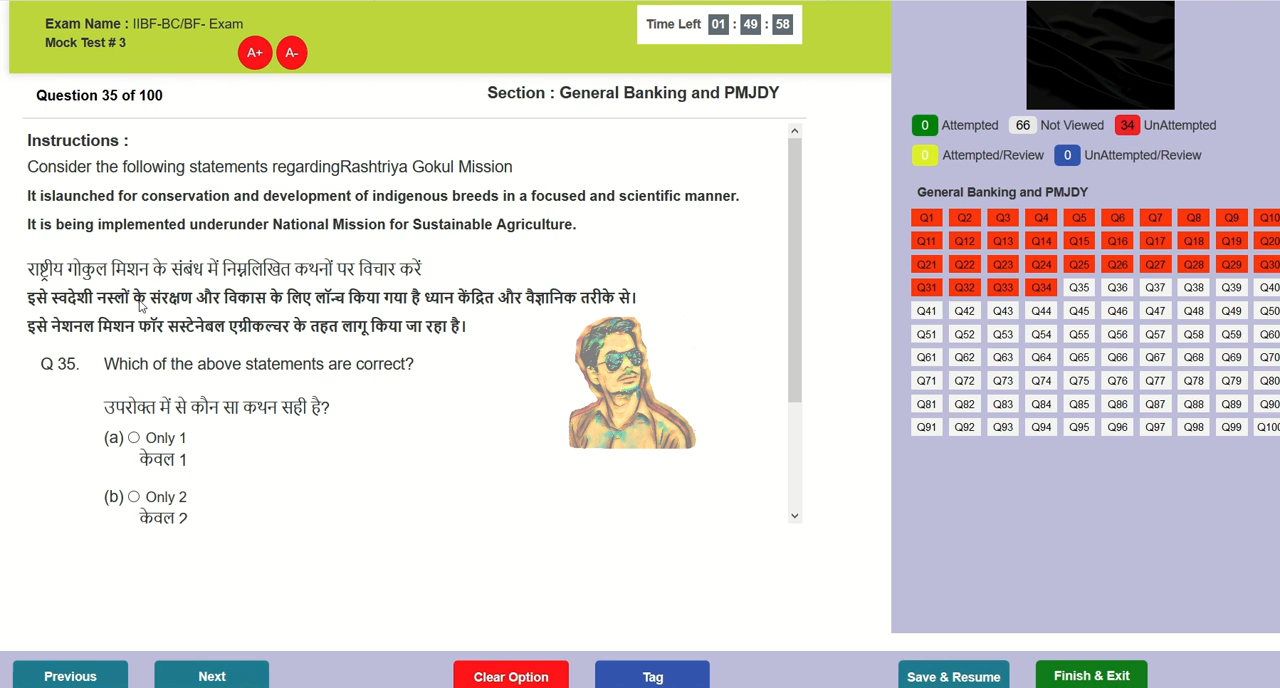 Exam Name : IIBF-BC/BF- Exam
Mock Test # 3
A+ A-
Time Left 01 : 49 : 58
Question 35 of 100
Section : General Banking and PMJDY
Instructions :
Consider the following statements regardingRashtriya Gokul Mission
It islaunched for conservation and development of indigenous breeds in a focused and scientific manner.
It is being implemented underunder National Mission for Sustainable Agriculture.
राष्ट्रीय गोकुल मिशन के संबंध में निम्नलिखित कथनों पर विचार करें
इसे स्वदेशी नस्लों के संरक्षण और विकास के लिए लॉन्च किया गया है ध्यान केंद्रित और वैज्ञानिक तरीके से।
इसे नेशनल मिशन फॉर सस्टेनेबल एग्रीकल्चर के तहत लागू किया जा रहा है।
Q 35. Which of the above statements are correct?
उपरोक्त में से कौन सा कथन सही है?
(a) Only 1
केवल 1
(b) Only 2
केवल 2
0 Attempted 66 Not Viewed 34 UnAttempted
0 Attempted/Review 0 UnAttempted/Review
General Banking and PMJDY
Q1 Q2 Q3 Q4 Q5 Q6 Q7 Q8 Q9 Q10
Q11 Q12 Q13 Q14 Q15 Q16 Q17 Q18 Q19 Q20
Q21 Q22 Q23 Q24 Q25 Q26 Q27 Q28 Q29 Q30
Q31 Q32 Q33 Q34 Q35 Q36 Q37 Q38 Q39 Q40
Q41 Q42 Q43 Q44 Q45 Q46 Q47 Q48 Q49 Q50
Q51 Q52 Q53 Q54 Q55 Q56 Q57 Q58 Q59 Q60
Q61 Q62 Q63 Q64 Q65 Q66 Q67 Q68 Q69 Q70
Q71 Q72 Q73 Q74 Q75 Q76 Q77 Q78 Q79 Q80
Q81 Q82 Q83 Q84 Q85 Q86 Q87 Q88 Q89 Q90
Q91 Q92 Q93 Q94 Q95 Q96 Q97 Q98 Q99 Q100
Previous Next Clear Option Tag Save & Resume Finish & Exit